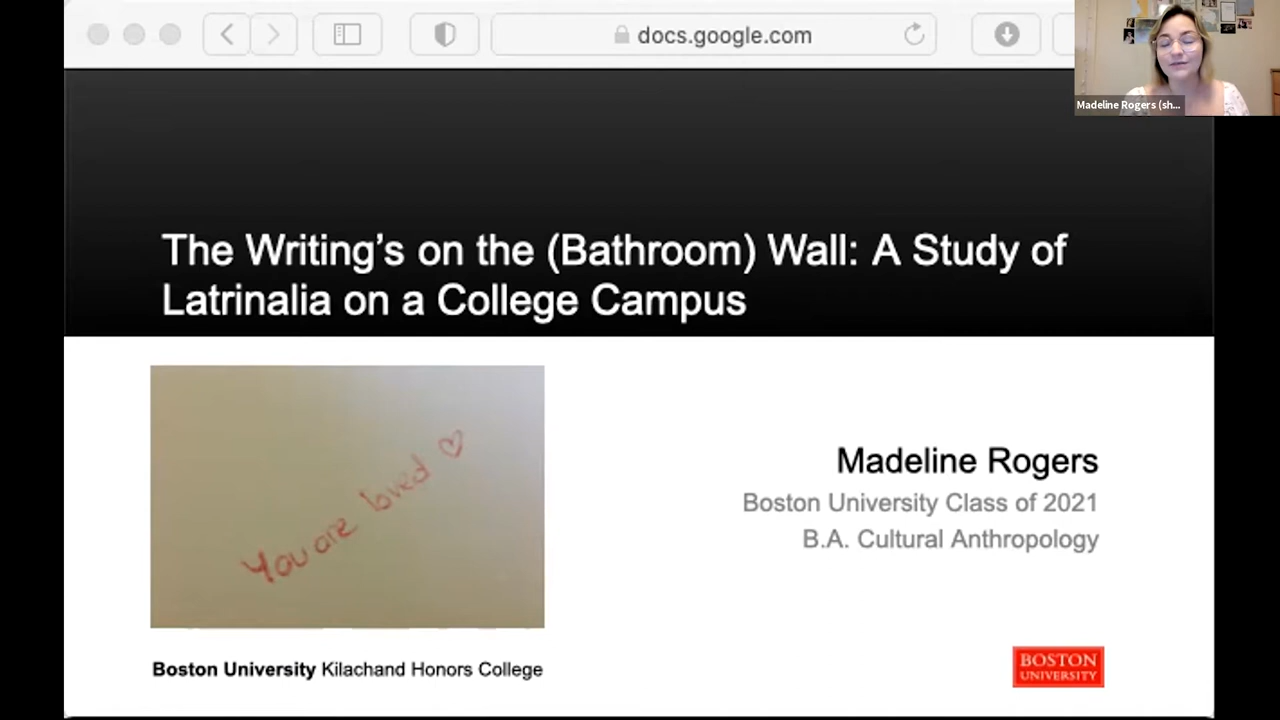 docs.google.com
Madeline Rogers (sh...
The Writing's on the (Bathroom) Wall: A Study of
Latrinalia on a College Campus
You are loved ♡
Madeline Rogers
Boston University Class of 2021
B.A. Cultural Anthropology
Boston University Kilachand Honors College
BOSTON
UNIVERSITY